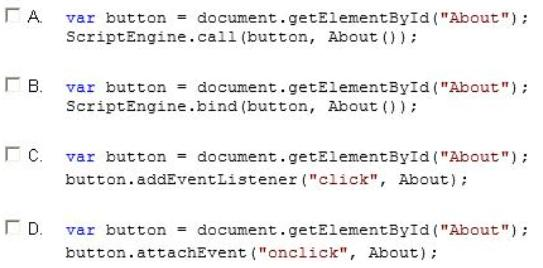 A. var button = document.getElementById("About");
ScriptEngine.call(button, About());
B. var button = document.getElementById("About");
ScriptEngine.bind(button, About());
C. var button = document.getElementById("About");
button.addEventListener("click", About);
D. var button = document.getElementById("About");
button.attachEvent("onclick", About);